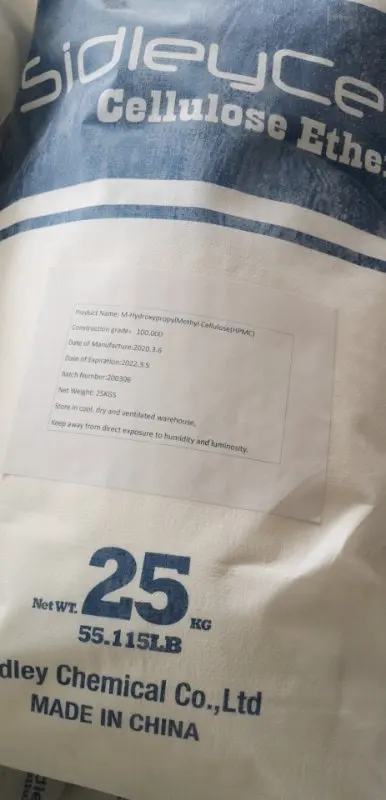 SidleyCe
Cellulose Ethe
Product Name: M-HydroxypropylMethyl Cellulose(HPMC)
Construction grade: 100,000
Date of Manufacture:2020.3.6
Date of Expiration:2022.3.5
Batch Number:200306
Net Weight: 25KGS
Store in cool, dry and ventilated warehouse,
Keep away from direct exposure to humidity and luminosity.
Net WT. 25 KG
55.115LB
dley Chemical Co.,Ltd
MADE IN CHINA